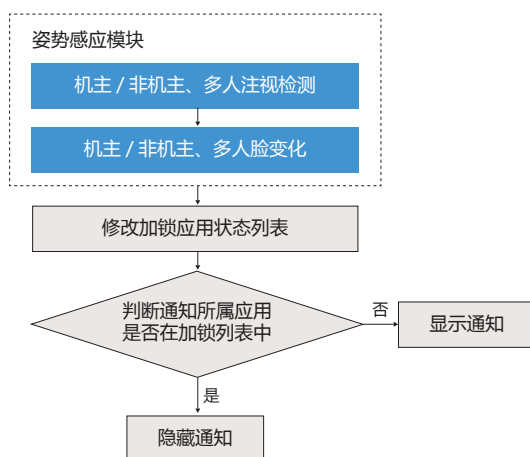 姿势感应模块
机主 / 非机主、多人注视检测
机主 / 非机主、多人脸变化
修改加锁应用状态列表
判断通知所属应用
是否在加锁列表中
否
显示通知
是
隐藏通知